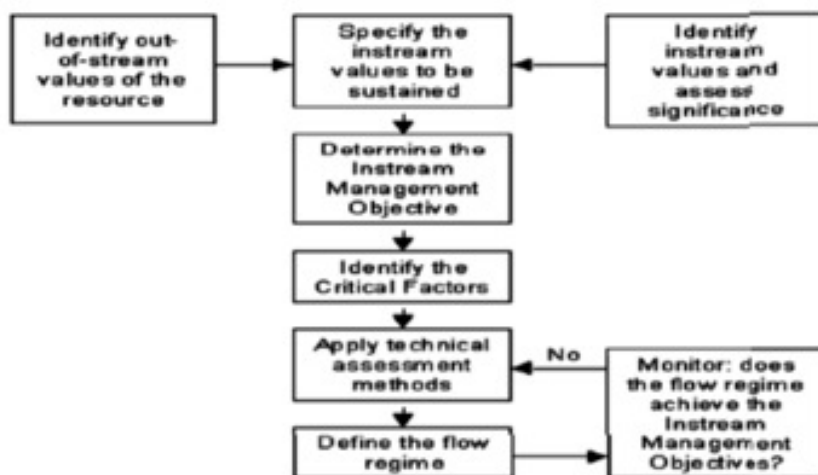 Identify out-
of-stream
values of the
resource
Specify the
instream
values to be
sustained
Identify
instream
values and
assess
significance
Determine the
Instream
Management
Objective
Identify the
Critical Factors
Apply technical
assessment
methods
No
Monitor: does
the flow regime
achieve the
Instream
Management
Objectives?
Define the flow
regime